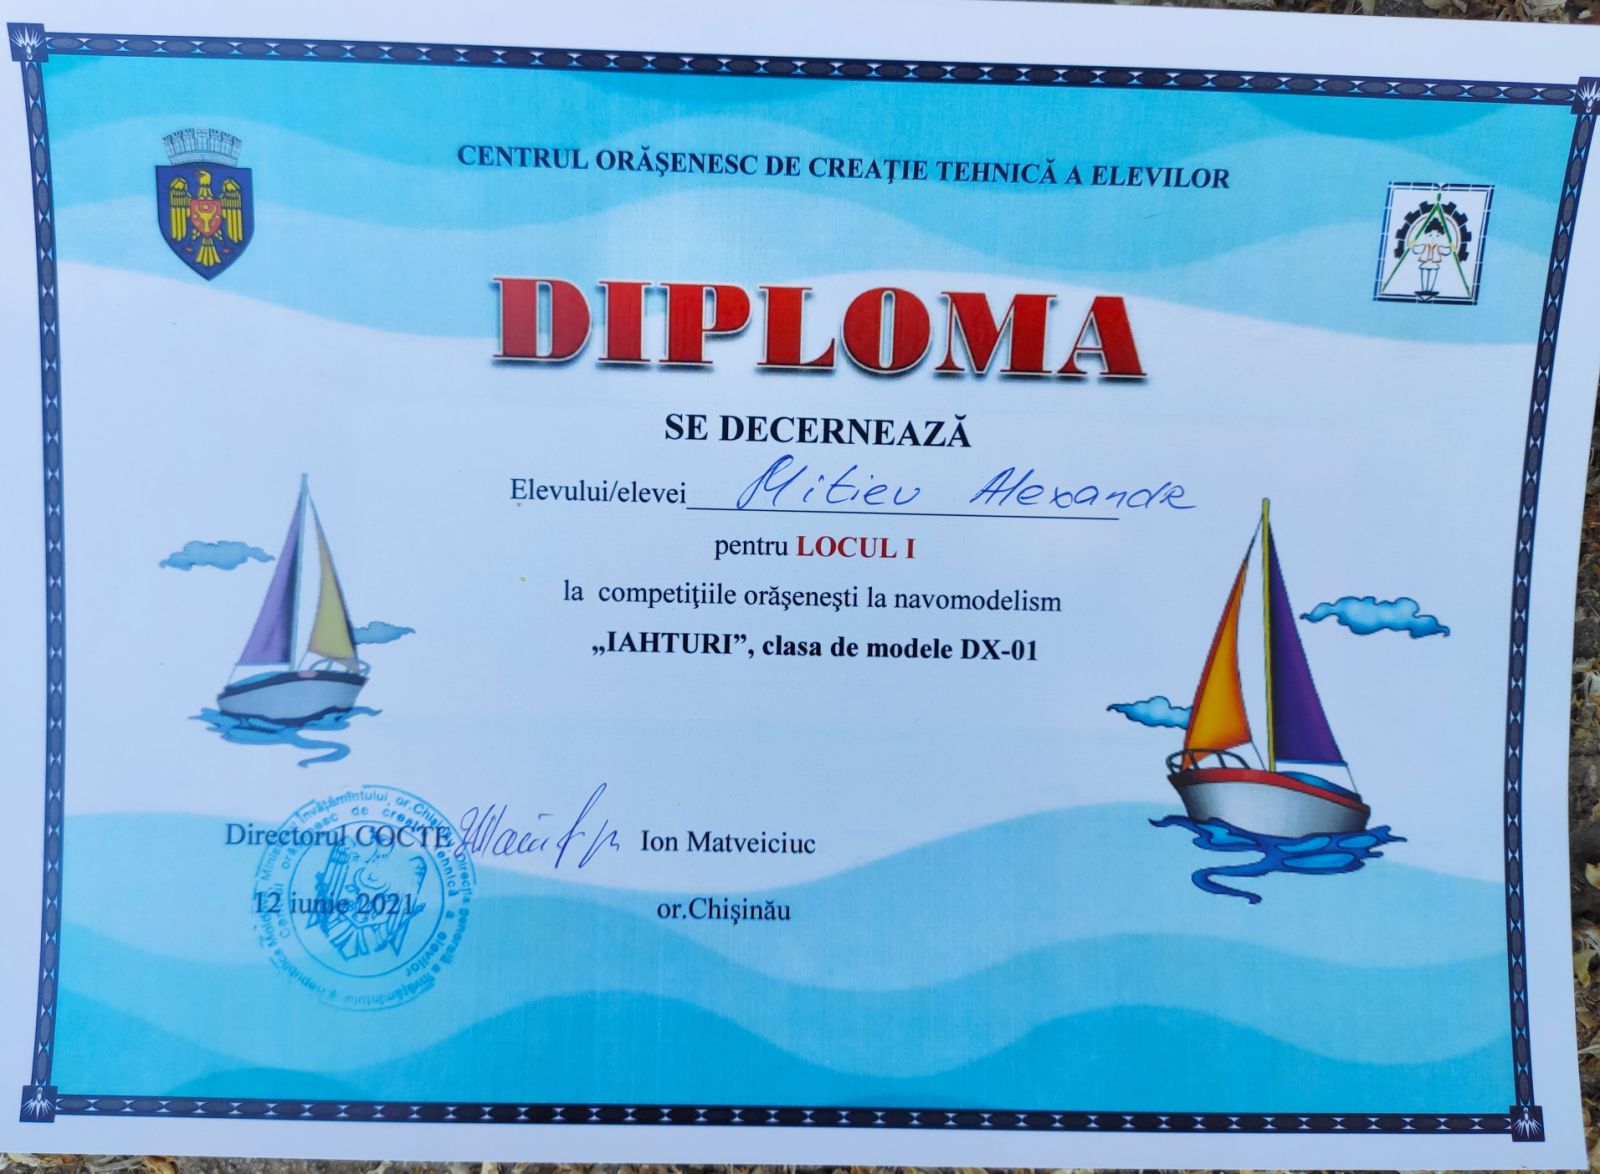 CENTRUL ORĂŞENESC DE CREAŢIE TEHNICĂ A ELEVILOR
DIPLOMA
SE DECERNEAZĂ
Elevului/elevei Mitiev Alexandr
pentru LOCUL I
la competiţiile orăşeneşti la navomodelism
„IAHTURI”, clasa de modele DX-01
Directorul COCTE Ion Matveiciuc
12 iunie 2021 or.Chişinău